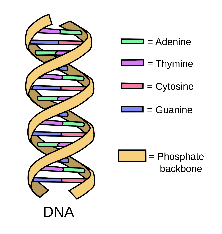 = Adenine
= Thymine
= Cytosine
= Guanine
= Phosphate
backbone
DNA